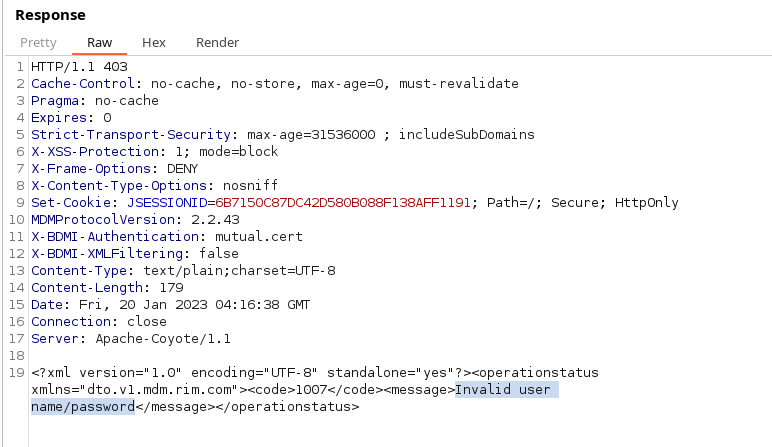 Response
Pretty Raw Hex Render
1 HTTP/1.1 403
2 Cache-Control: no-cache, no-store, max-age=0, must-revalidate
3 Pragma: no-cache
4 Expires: 0
5 Strict-Transport-Security: max-age=31536000 ; includeSubDomains
6 X-XSS-Protection: 1; mode=block
7 X-Frame-Options: DENY
8 X-Content-Type-Options: nosniff
9 Set-Cookie: JSESSIONID=6B7150C87DC42D580B088F138AFF1191; Path=/; Secure; HttpOnly
10 MDMProtocolVersion: 2.2.43
11 X-BDMI-Authentication: mutual.cert
12 X-BDMI-XMLFiltering: false
13 Content-Type: text/plain;charset=UTF-8
14 Content-Length: 179
15 Date: Fri, 20 Jan 2023 04:16:38 GMT
16 Connection: close
17 Server: Apache-Coyote/1.1
18
19 <?xml version="1.0" encoding="UTF-8" standalone="yes"?><operationstatus
xmlns="dto.v1.mdm.rim.com"><code>1007</code><message>Invalid user
name/password</message></operationstatus>